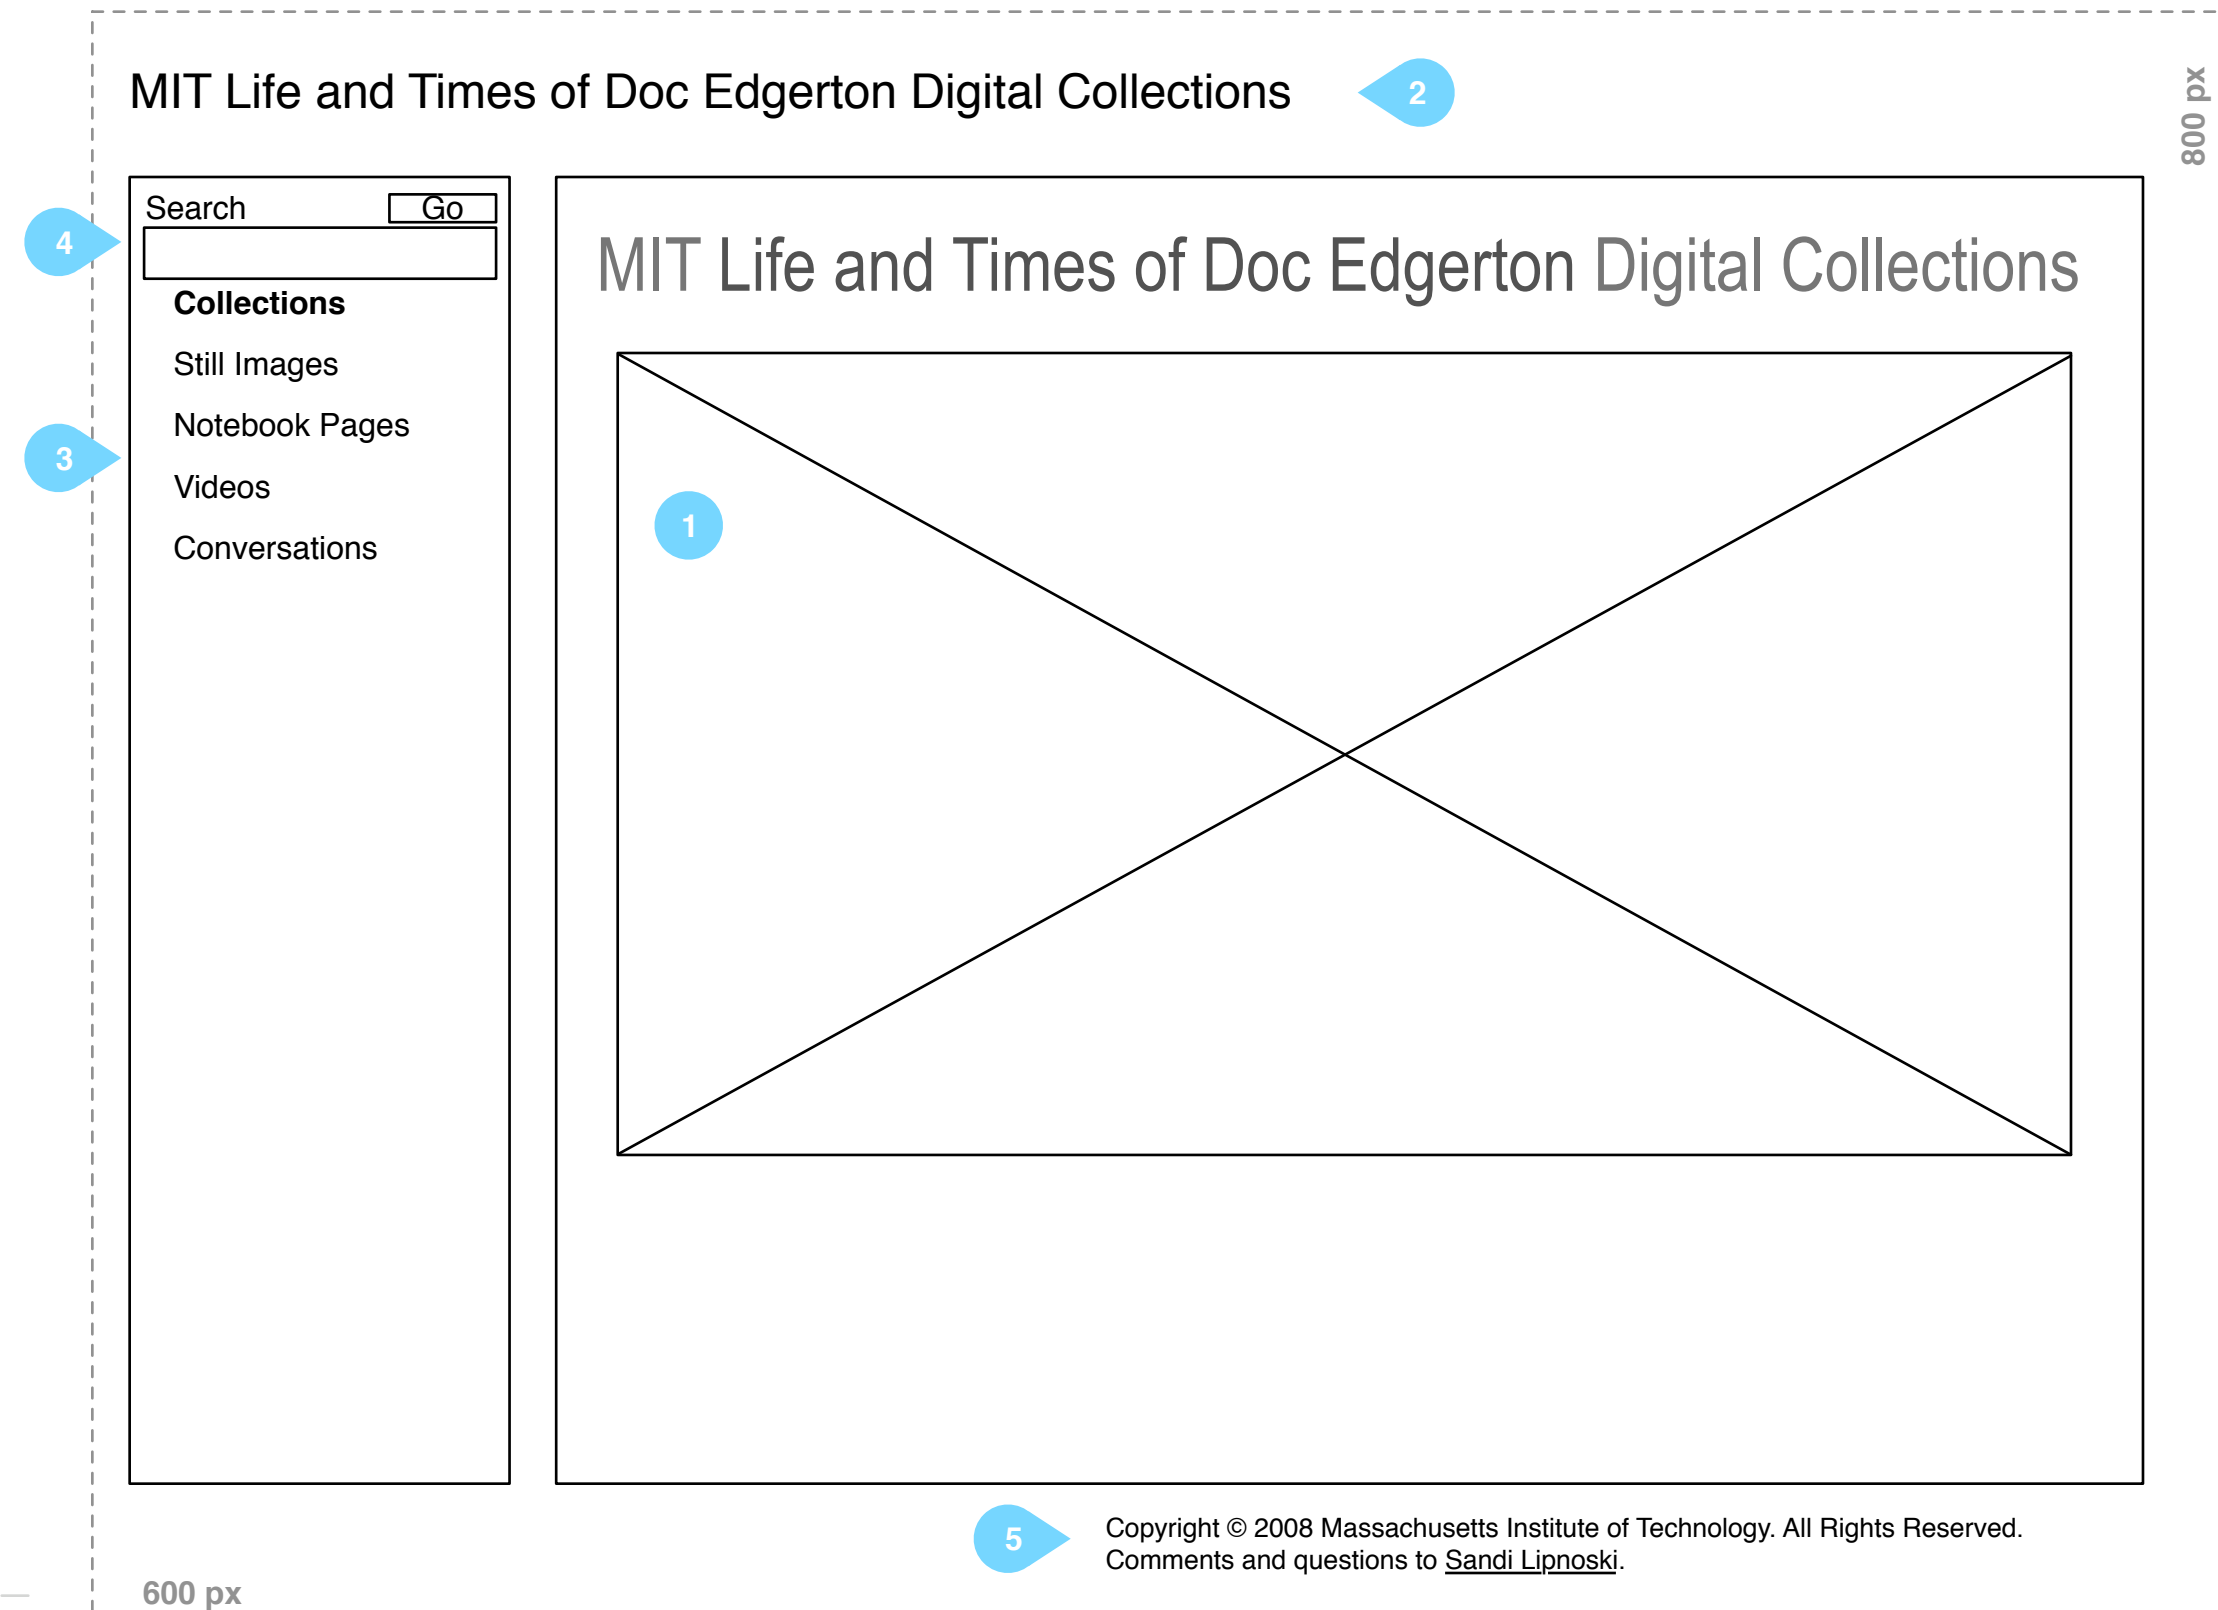 MIT Life and Times of Doc Edgerton Digital Collections
2
800 px
Search
Go
4
Collections
Still Images
Notebook Pages
3
Videos
Conversations
MIT Life and Times of Doc Edgerton Digital Collections
1
5
Copyright © 2008 Massachusetts Institute of Technology. All Rights Reserved.
Comments and questions to Sandi Lipnoski.
600 px